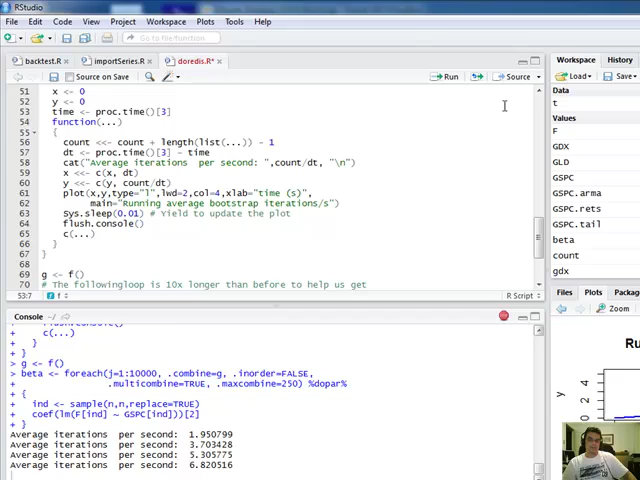 RStudio
File Edit Code View Project Workspace Plots Tools Help
Go to file/function
backtest.R × importSeries.R × doredis.R* ×
Source on Save Run Source
51 x <- 0
52 y <- 0
53 time <- proc.time()[3]
54 function(...)
55 {
56 count <<- count + length(list(...)) - 1
57 dt <- proc.time()[3] - time
58 cat("Average iterations  per second: ",count/dt, "\n")
59 x <<- c(x, dt)
60 y <<- c(y, count/dt)
61 plot(x,y,type="l",lwd=2,col=4,xlab="time (s)",
62 main="Running average bootstrap iterations/s")
63 Sys.sleep(0.01) # Yield to update the plot
64 flush.console()
65 c(...)
66 }
67 }
68
69 g <- f()
70 # The followingloop is 10x longer than before to help us get
53:7 f R Script
Console ~/
+ flush.console()
+ c(...)
+ }
+ }
> g <- f()
> beta <- foreach(j=1:10000, .combine=g, .inorder=FALSE,
+ .multicombine=TRUE, .maxcombine=250) %dopar%
+ {
+ ind <- sample(n,n,replace=TRUE)
+ coef(lm(F[ind] ~ GSPC[ind]))[2]
+ }
Average iterations  per second:  1.950799
Average iterations  per second:  3.703428
Average iterations  per second:  5.305775
Average iterations  per second:  6.820516
Workspace History
Load Save
Data
t
Values
F
GDX
GLD
GSPC
GSPC.arma
GSPC.rets
GSPC.tail
beta
count
gdx
Files Plots Packag
Zoom
Ru
y
0 2 4